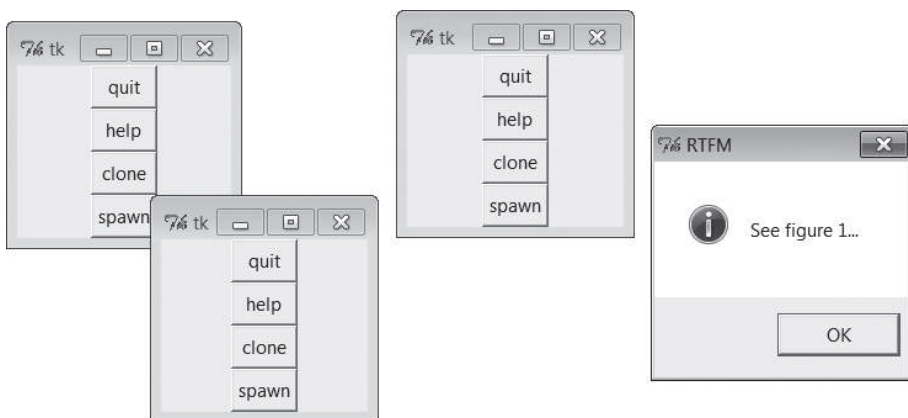 tk
quit
help
clone
spawn
tk
quit
help
clone
spawn
tk
quit
help
clone
spawn
RTFM
See figure 1...
OK